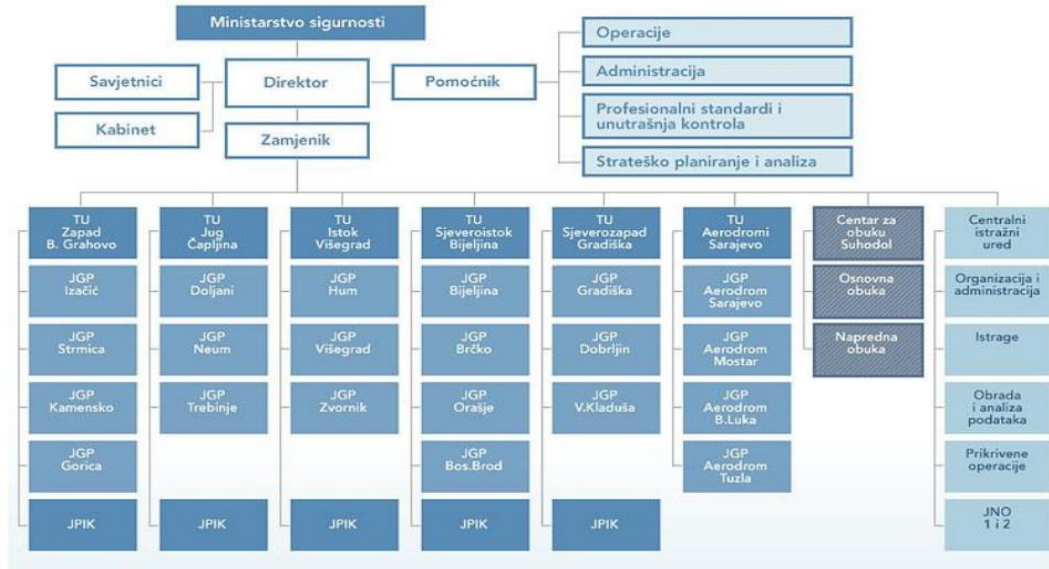 Ministarstvo sigurnosti
Savjetnici
Direktor
Pomoćnik
Kabinet
Zamjenik
Operacije
Administracija
Profesionalni standardi i
unutrašnja kontrola
Strateško planiranje i analiza
TU
Zapad
B. Grahovo
JGP
Izačić
JGP
Strmica
JGP
Kamensko
JGP
Gorica
JPIK
TU
Jug
Čapljina
JGP
Doljani
JGP
Neum
JGP
Trebinje
JPIK
TU
Istok
Višegrad
JGP
Hum
JGP
Višegrad
JGP
Zvornik
JPIK
TU
Sjeveroistok
Bijeljina
JGP
Bijeljina
JGP
Brčko
JGP
Orašje
JGP
Bos.Brod
JPIK
TU
Sjeverozapad
Gradiška
JGP
Gradiška
JGP
Dobrljin
JGP
V.Kladuša
JPIK
TU
Aerodromi
Sarajevo
JGP
Aerodrom
Sarajevo
JGP
Aerodrom
Mostar
JGP
Aerodrom
B.Luka
JGP
Aerodrom
Tuzla
Centar za
obuku
Suhodol
Osnovna
obuka
Napredna
obuka
Centralni
istražni
ured
Organizacija i
administracija
Istrage
Obrada
i analiza
podataka
Prikrivene
operacije
JNO
1 i 2